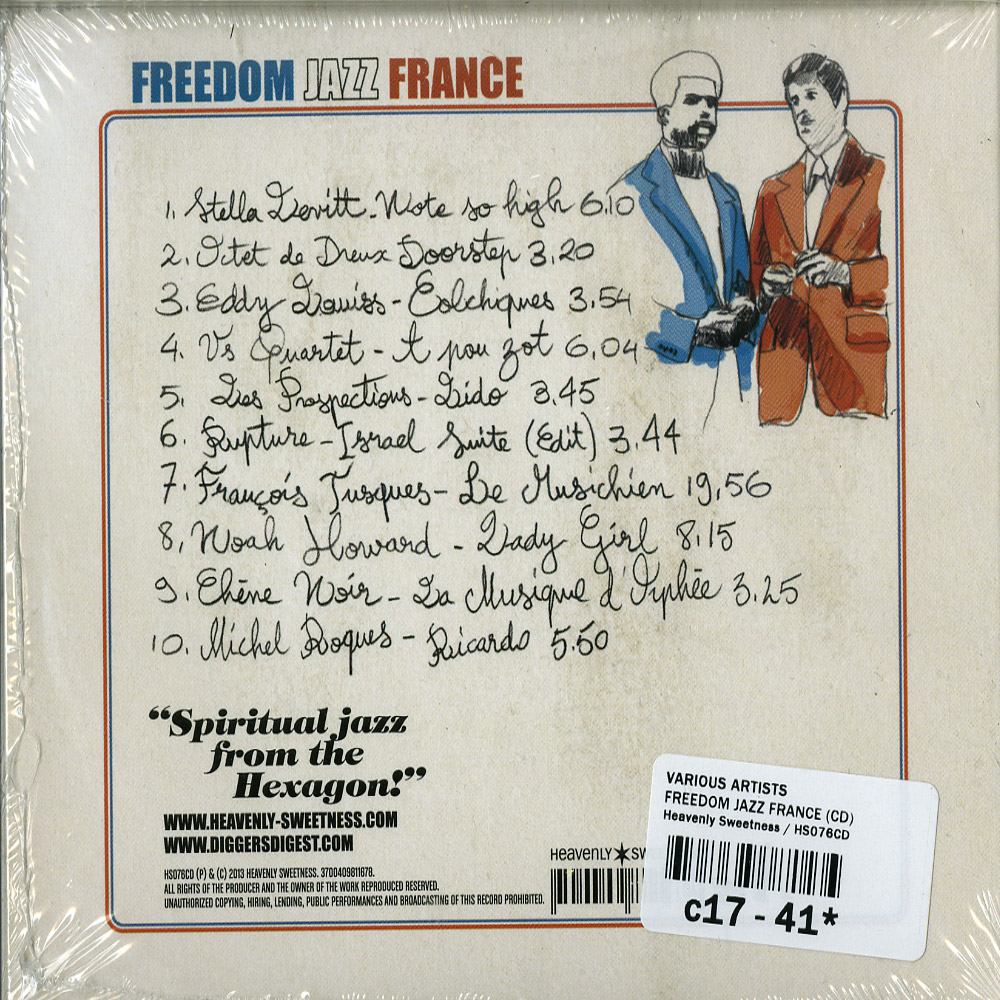 FREEDOM JAZZ FRANCE
1. Stella Levitt - Note so high 6.10
2. Octet de Dreux Doorstep 3.20
3. Eddy Louiss - Colchiques 3.54
4. Vs Quartet - A pou zot 6,04
5. Les Prospections - Lido 3.45
6. Rupture - Israel Suite (Edit) 3.44
7. François Tusques - Le Musichien 19,56
8, Noah Howard - Lady Girl 8.15
9. Chêne Noir - La Musique d'Orphée 3.25
10. Michel Roques - Ricardo 5.50
“Spiritual jazz
from the
Hexagon!”
WWW.HEAVENLY-SWEETNESS.COM
WWW.DIGGERSDIGEST.COM
HS076CD (P) & (C) 2013 HEAVENLY SWEETNESS. 3700409811678.
ALL RIGHTS OF THE PRODUCER AND THE OWNER OF THE WORK REPRODUCED RESERVED.
UNAUTHORIZED COPYING, HIRING, LENDING, PUBLIC PERFORMANCES AND BROADCASTING OF THIS RECORD PROHIBITED.
HEAVENLY SW
VARIOUS ARTISTS
FREEDOM JAZZ FRANCE (CD)
Heavenly Sweetness / HS076CD
c17 - 41*